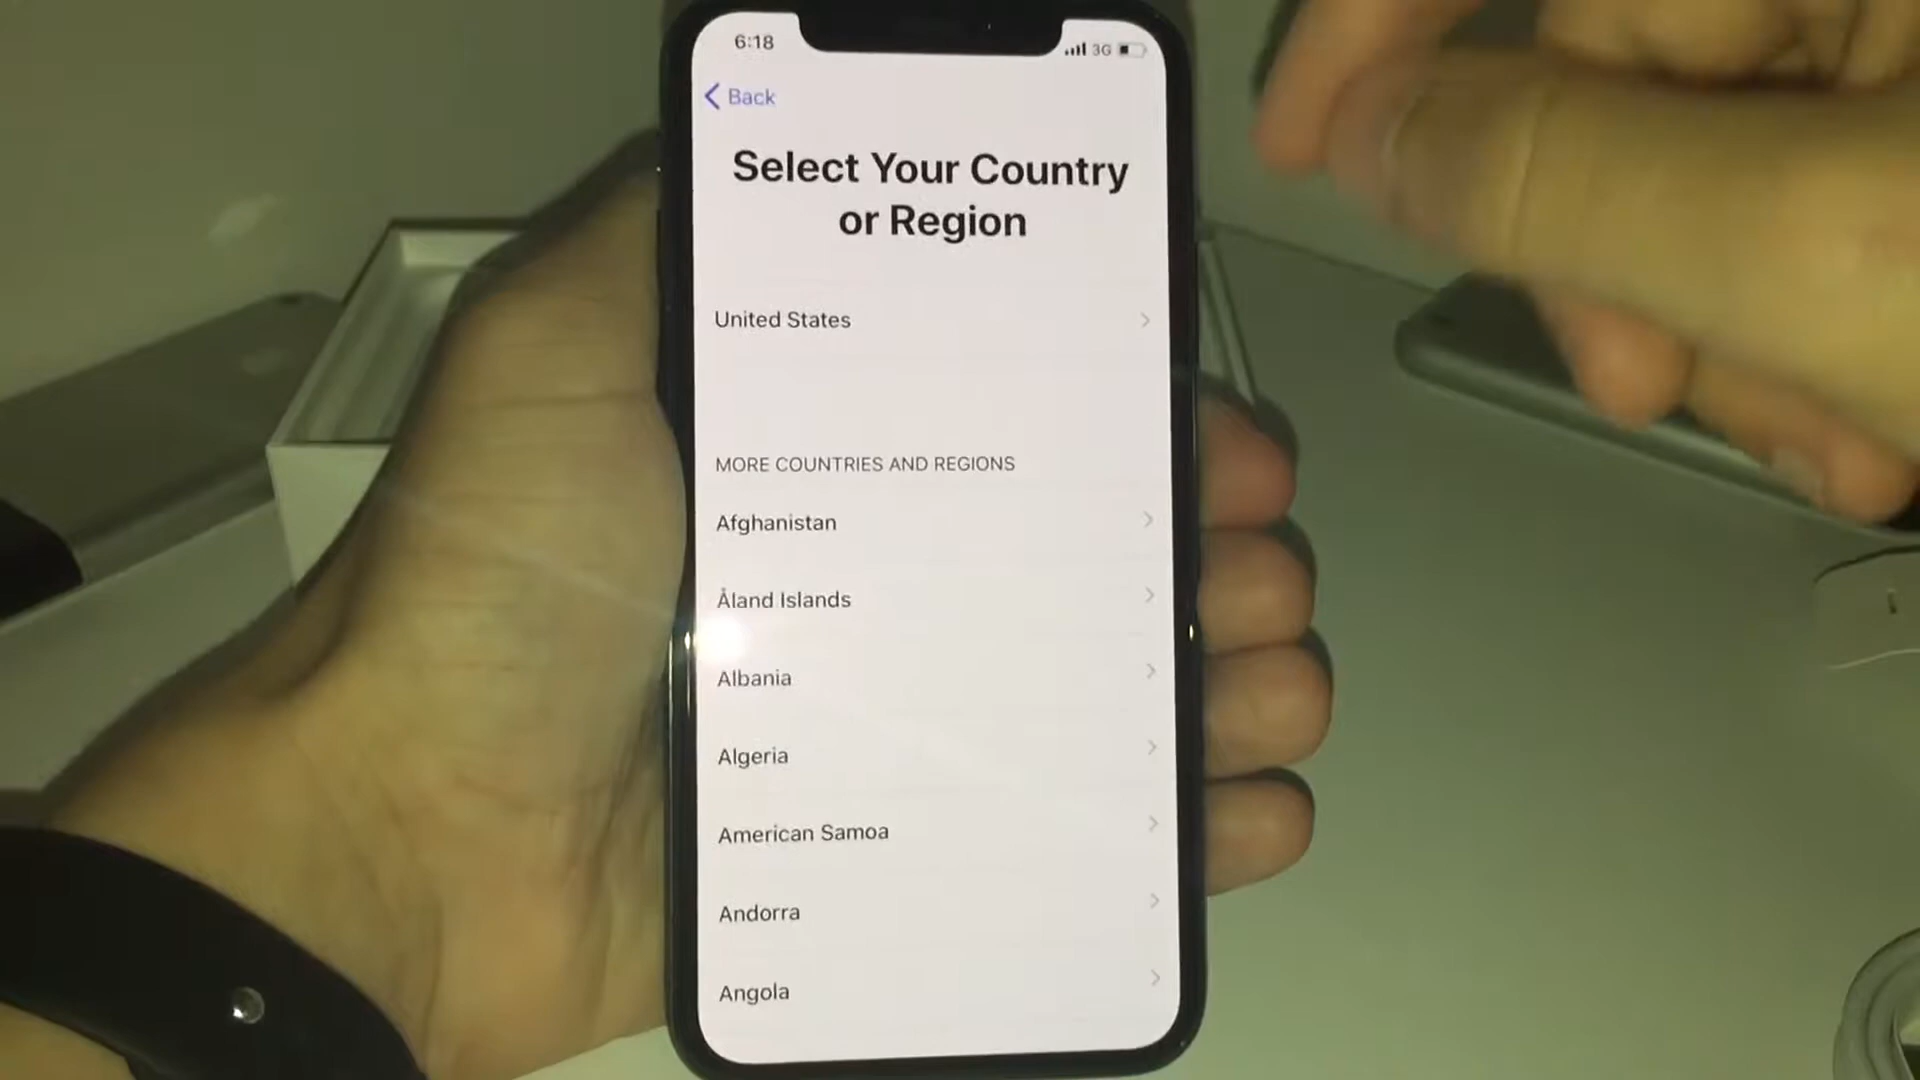 6:18
3G
Back
Select Your Country
or Region
United States
MORE COUNTRIES AND REGIONS
Afghanistan
Åland Islands
Albania
Algeria
American Samoa
Andorra
Angola